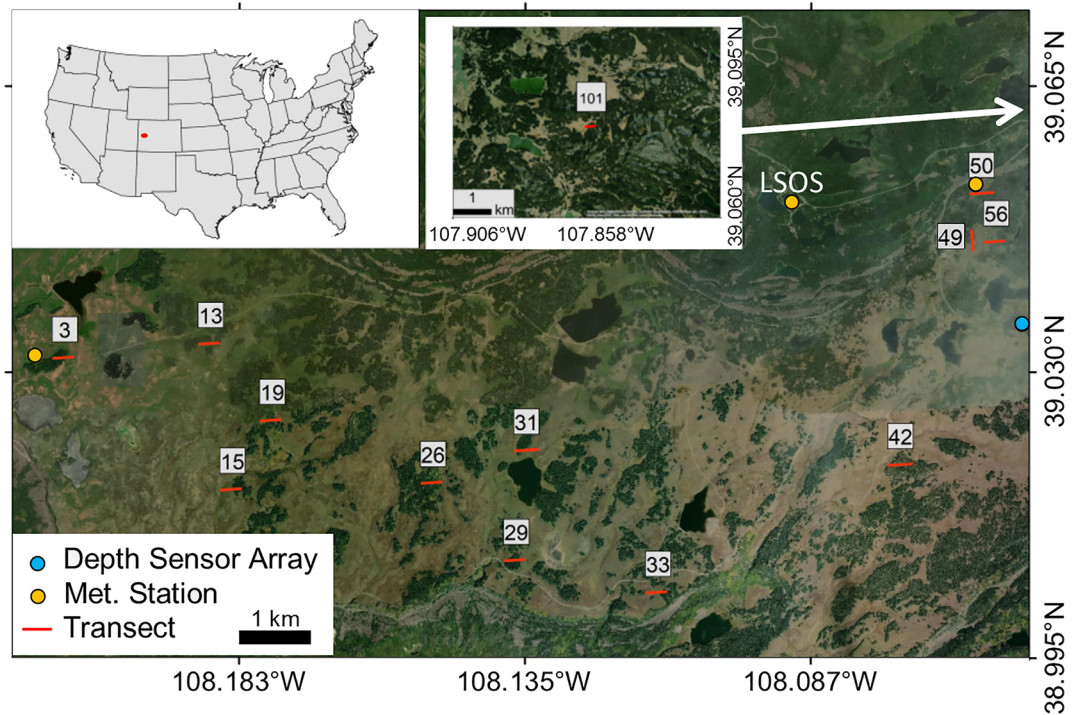 101
1
km
107.906°W 107.858°W
39.095°N
39.060°N
LSOS
50
56
49
13
3
19
31
42
26
15
29
33
Depth Sensor Array
Met. Station
Transect
1 km
108.183°W 108.135°W 108.087°W
39.065°N
39.030°N
38.995°N